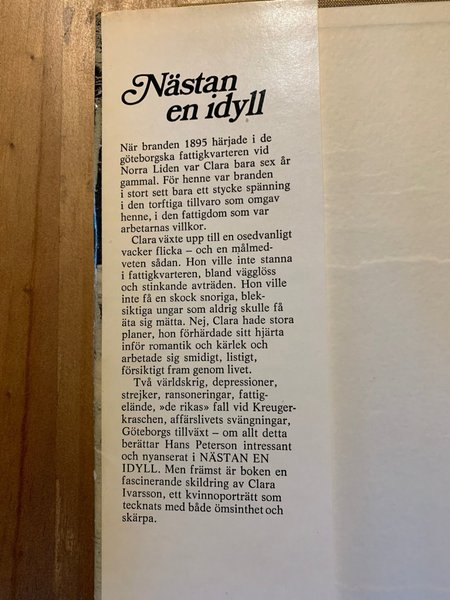 Nästan
en idyll
När branden 1895 härjade i de
göteborgska fattigkvarteren vid
Norra Liden var Clara bara sex år
gammal. För henne var branden
i stort sett bara ett stycke spänning
i den torftiga tillvaro som omgav
henne, i den fattigdom som var
arbetarnas villkor.
Clara växte upp till en osedvanligt
vacker flicka – och en målmed-
veten sådan. Hon ville inte stanna
i fattigkvarteren, bland vägglöss
och stinkande avträden. Hon ville
inte få en skock snoriga, blek-
siktiga ungar som aldrig skulle få
äta sig mätta. Nej, Clara hade stora
planer, hon förhärdade sitt hjärta
inför romantik och kärlek och
arbetade sig smidigt, listigt,
försiktigt fram genom livet.
Två världskrig, depressioner,
strejker, ransoneringar, fattig-
elände, »de rikas» fall vid Kreuger-
kraschen, affärslivets svängningar,
Göteborgs tillväxt – om allt detta
berättar Hans Peterson intressant
och nyanserat i NÄSTAN EN
IDYLL. Men främst är boken en
fascinerande skildring av Clara
Ivarsson, ett kvinnoporträtt som
tecknats med både ömsinthet och
skärpa.